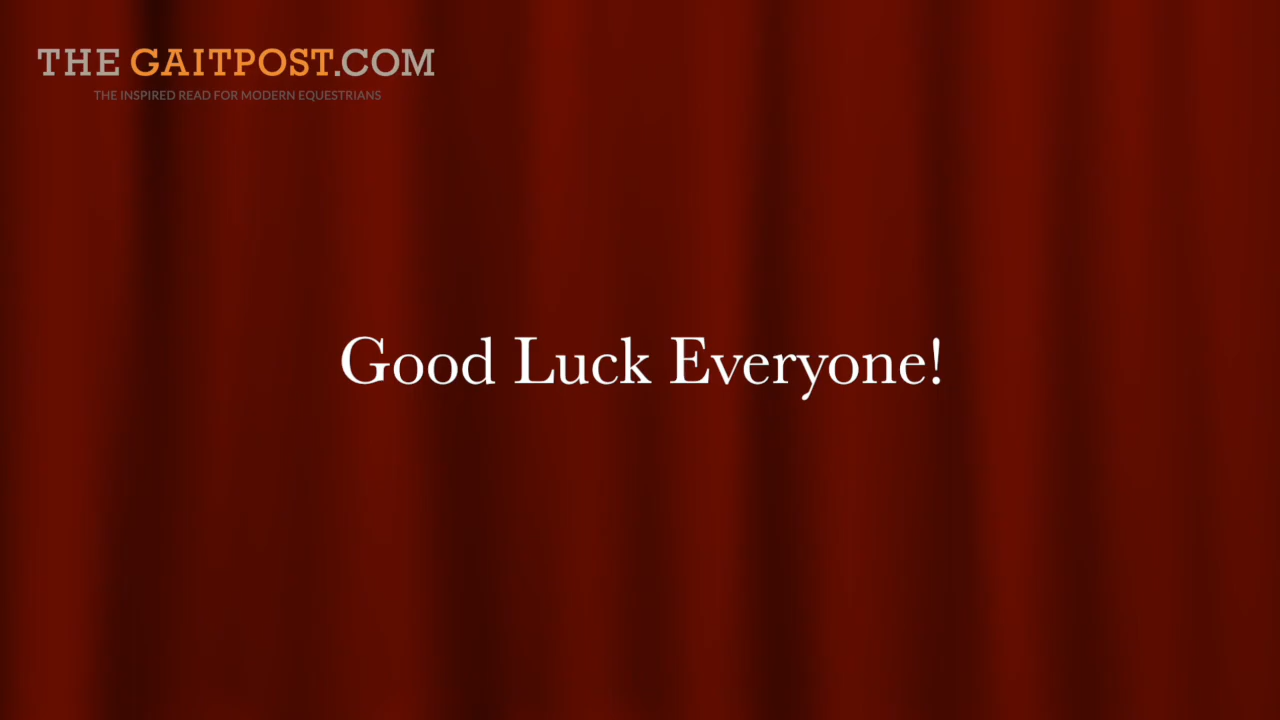 THE GAITPOST.COM
THE INSPIRED READ FOR MODERN EQUESTRIANS
Good Luck Everyone!